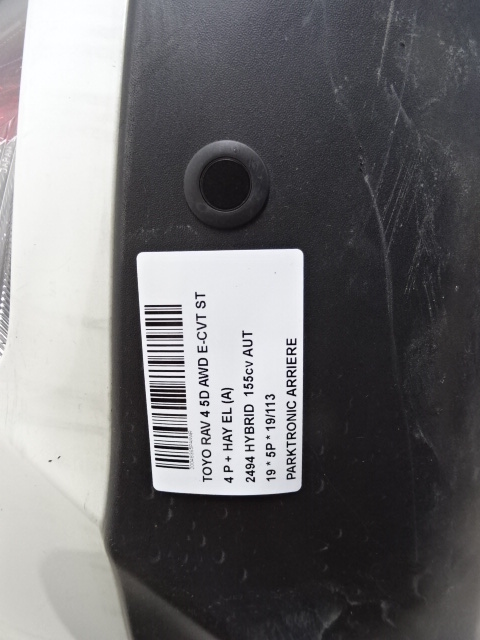 TOYO RAV 4 5D AWD E-CVT ST
4 P + HAY EL (A)
2494 HYBRID 155cv AUT
19 * 5P * 19/113
PARKTRONIC ARRIERE